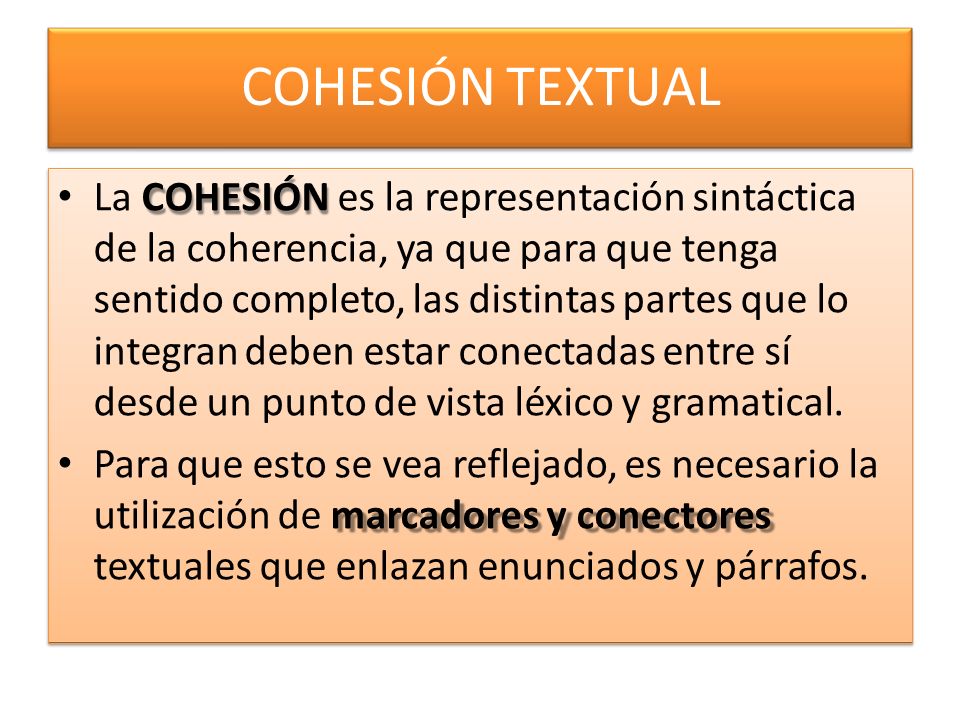 COHESIÓN TEXTUAL
• La COHESIÓN es la representación sintáctica
de la coherencia, ya que para que tenga
sentido completo, las distintas partes que lo
integran deben estar conectadas entre sí
desde un punto de vista léxico y gramatical.
• Para que esto se vea reflejado, es necesario la
utilización de marcadores y conectores
textuales que enlazan enunciados y párrafos.